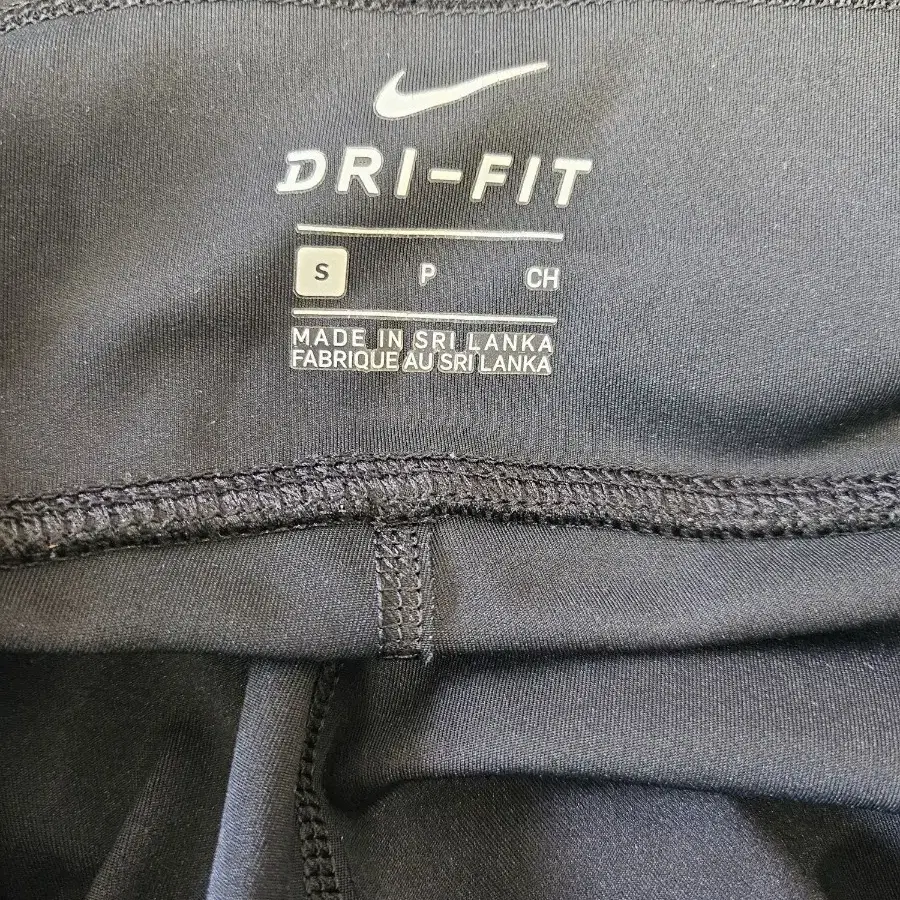 DRI-FIT
S P CH
MADE IN SRI LANKA
FABRIQUE AU SRI LANKA